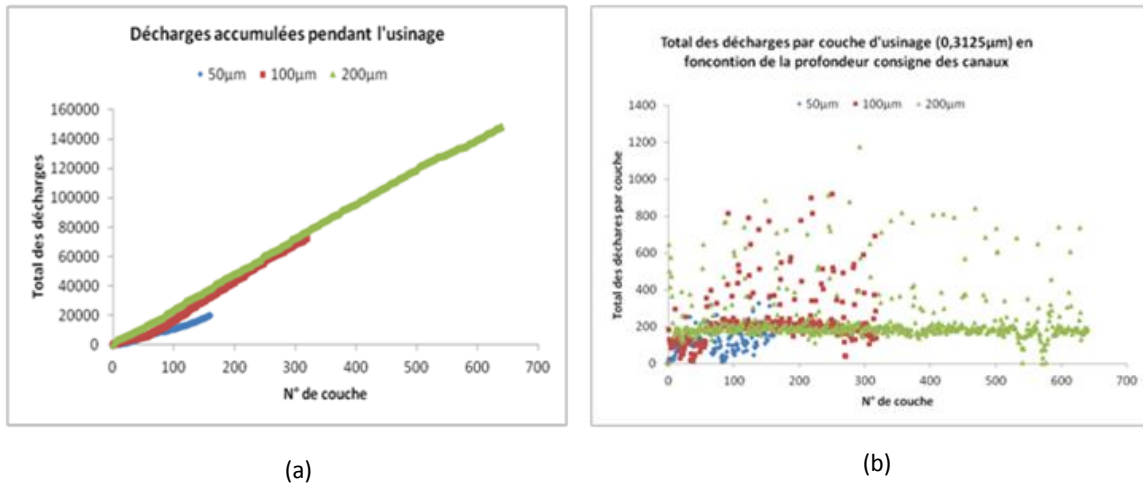 Décharges accumulées pendant l'usinage
50µm 100µm 200µm
Total des décharges
160000
140000
120000
100000
80000
60000
40000
20000
0
0 100 200 300 400 500 600 700
N° de couche
(a)
Total des décharges par couche d'usinage (0,3125µm) en
foncontion de la profondeur consigne des canaux
50µm 100µm 200µm
Total des déchares par couche
1400
1200
1000
800
600
400
200
0
0 100 200 300 400 500 600 700
N° de couche
(b)